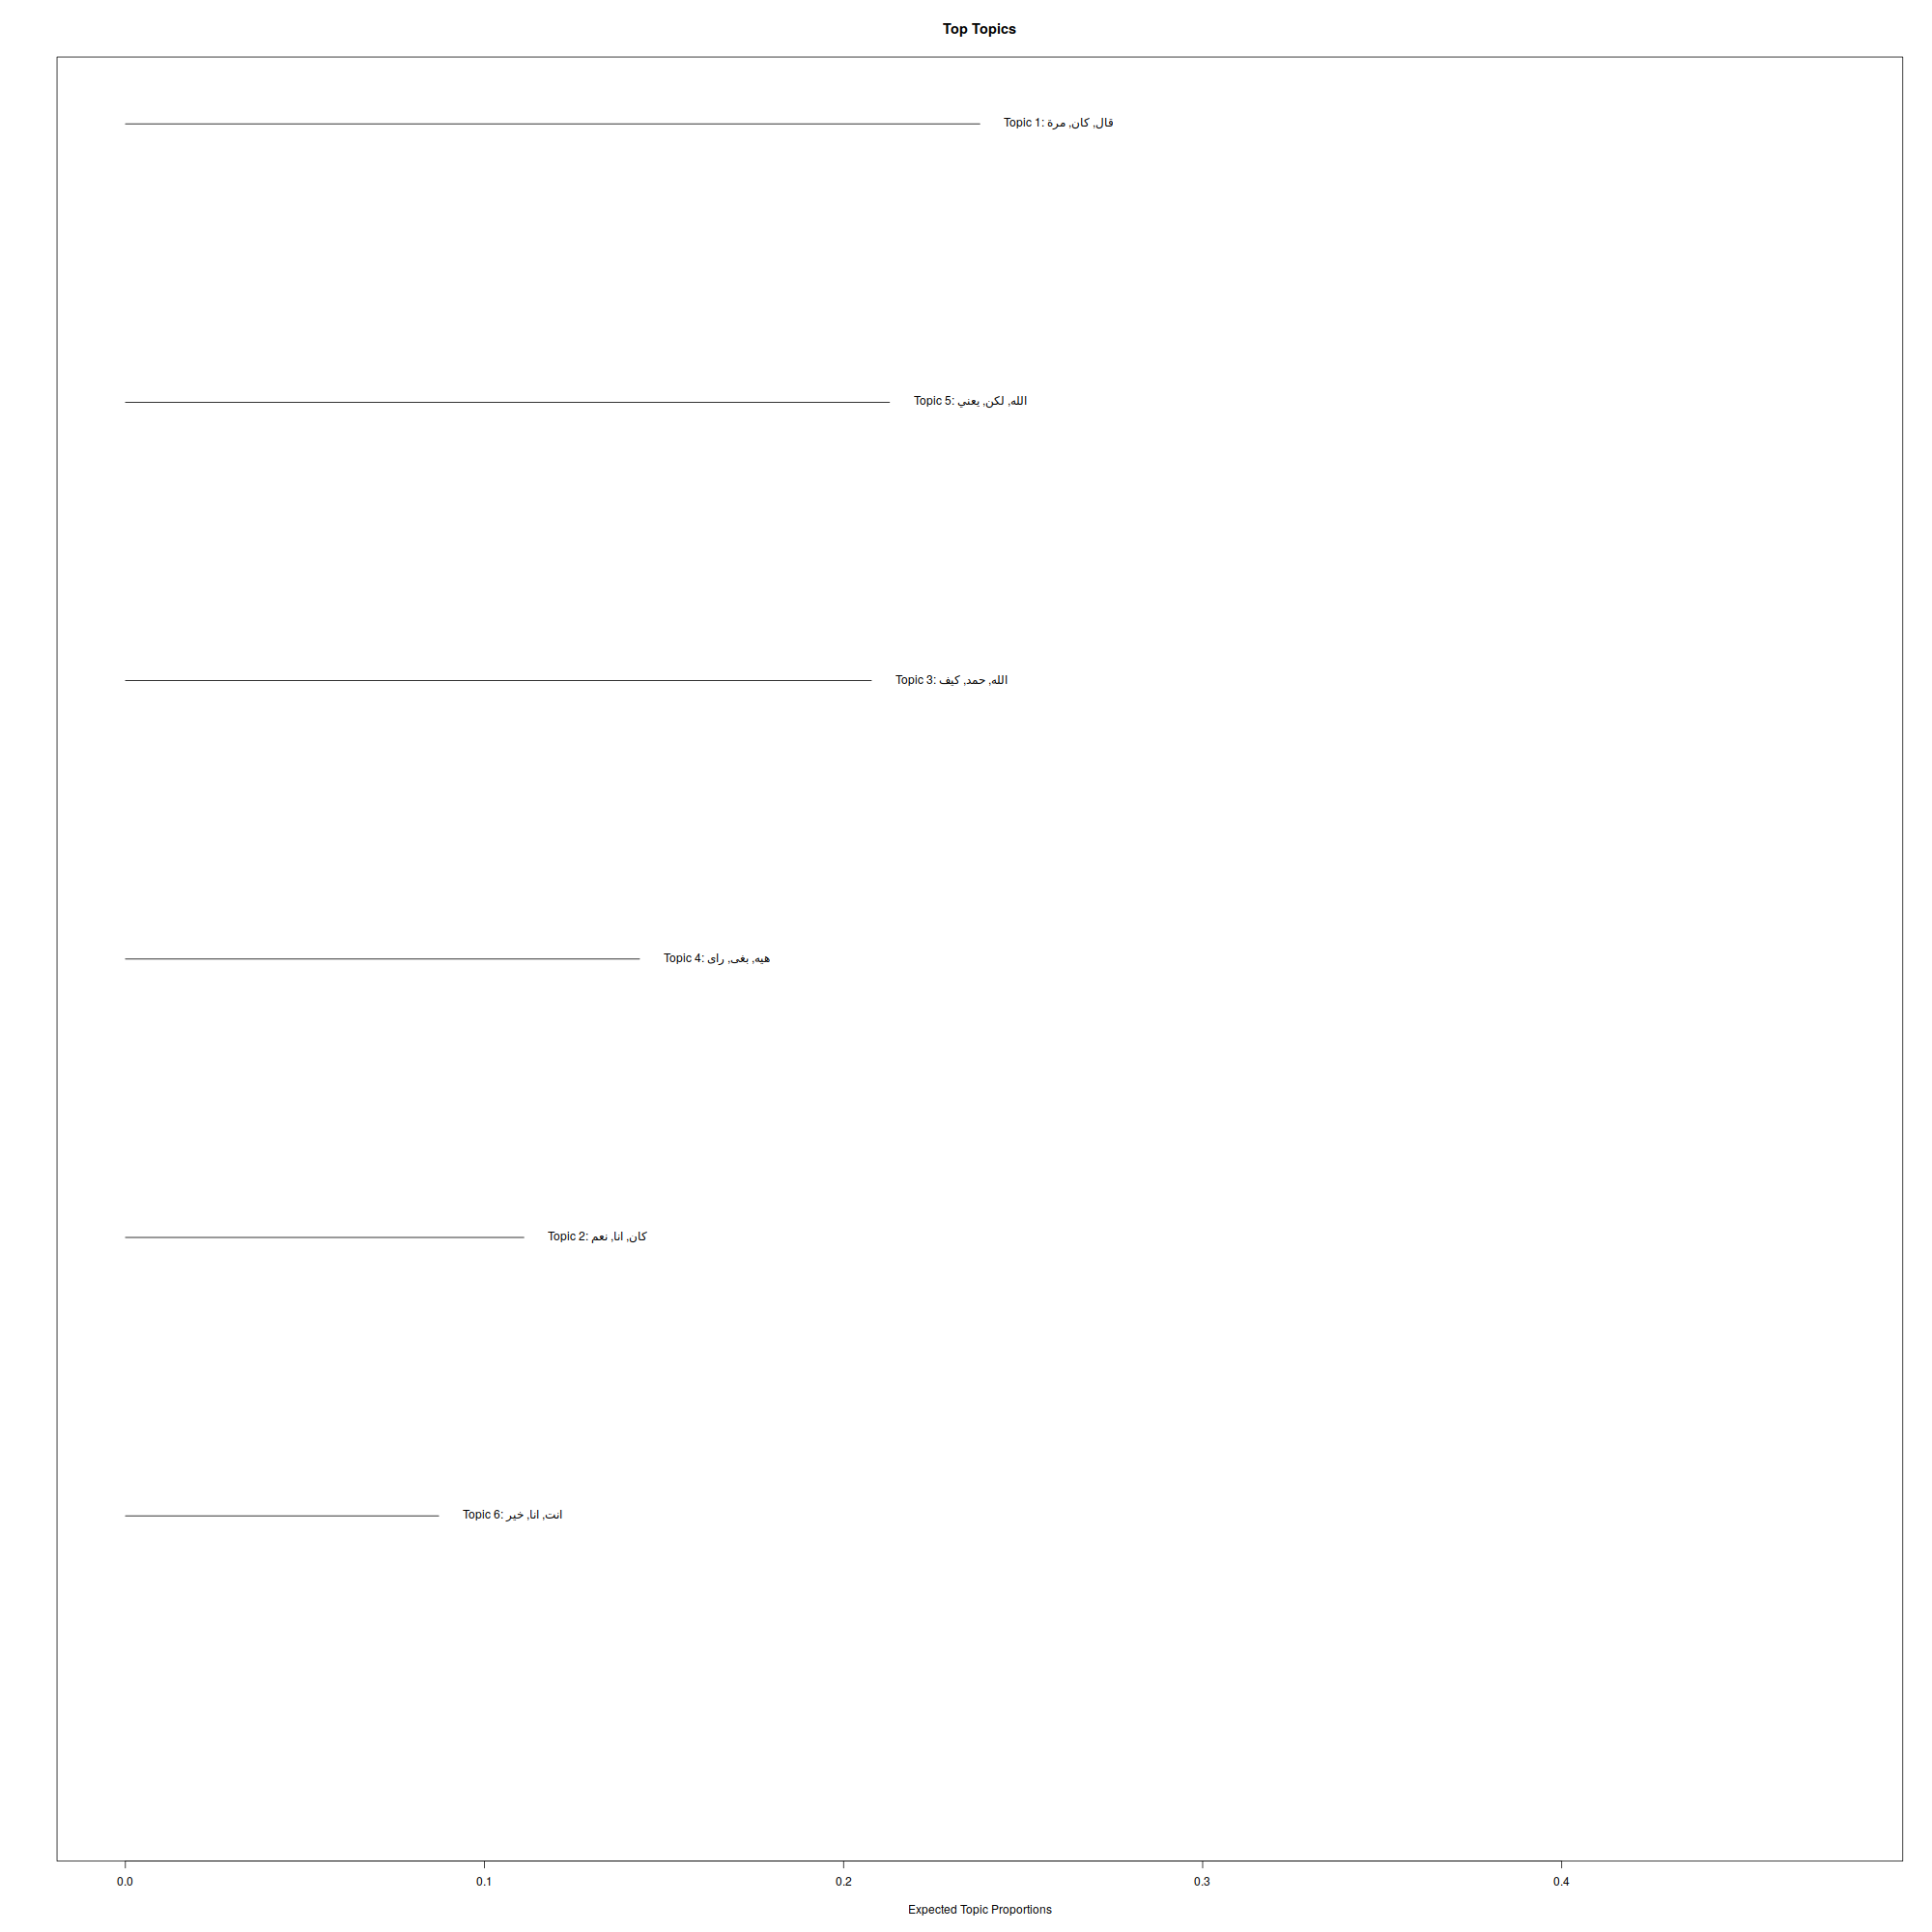 Top Topics
Topic 1: قال, كان, مرة
Topic 5: الله, لكن, يعني
Topic 3: الله, حمد, كيف
Topic 4: هيه, بغى, راى
Topic 2: كان, انا, نعم
Topic 6: انت, انا, خير
0.0 0.1 0.2 0.3 0.4
Expected Topic Proportions